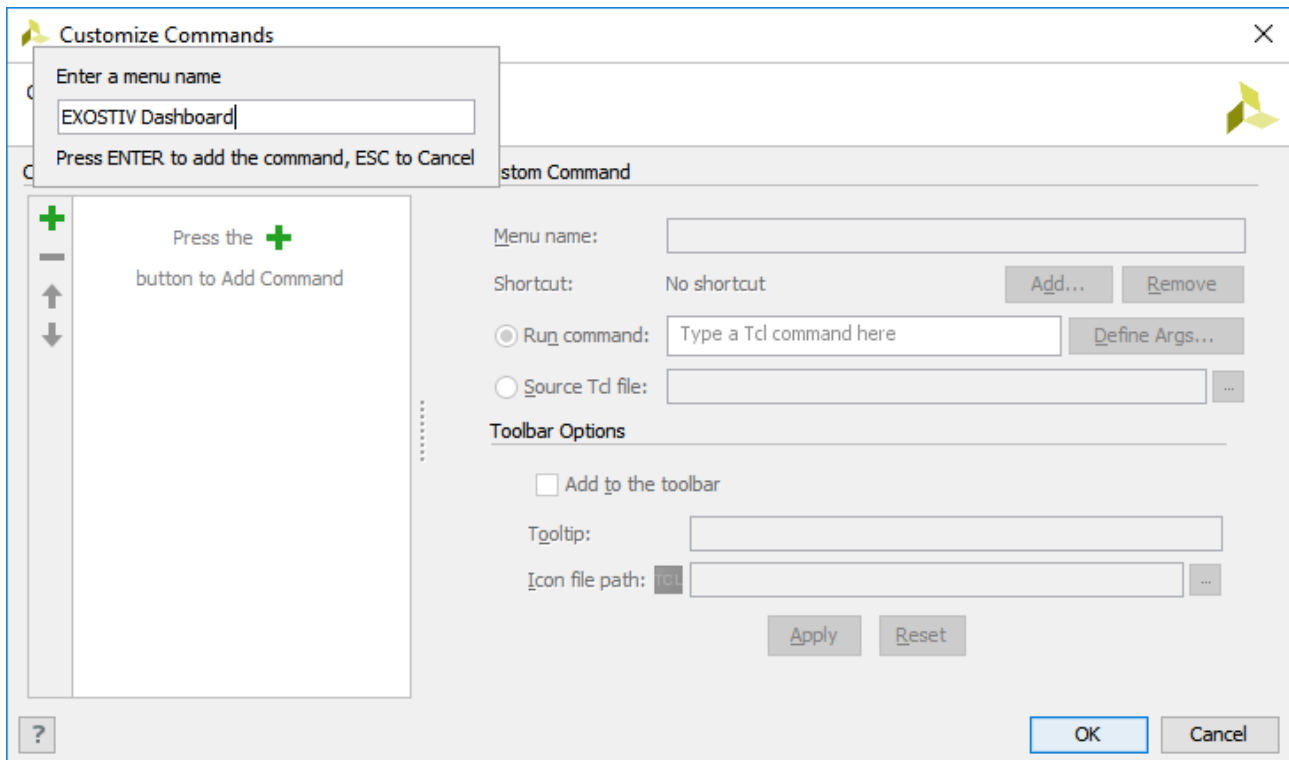 Customize Commands
Enter a menu name
EXOSTIV Dashboard
Press ENTER to add the command, ESC to Cancel
stom Command
Press the
button to Add Command
Menu name:
Shortcut: No shortcut Add... Remove
Run command: Type a Tcl command here Define Args...
Source Tcl file: ...
Toolbar Options
Add to the toolbar
Tooltip:
Icon file path: TCL ...
Apply Reset
? OK Cancel